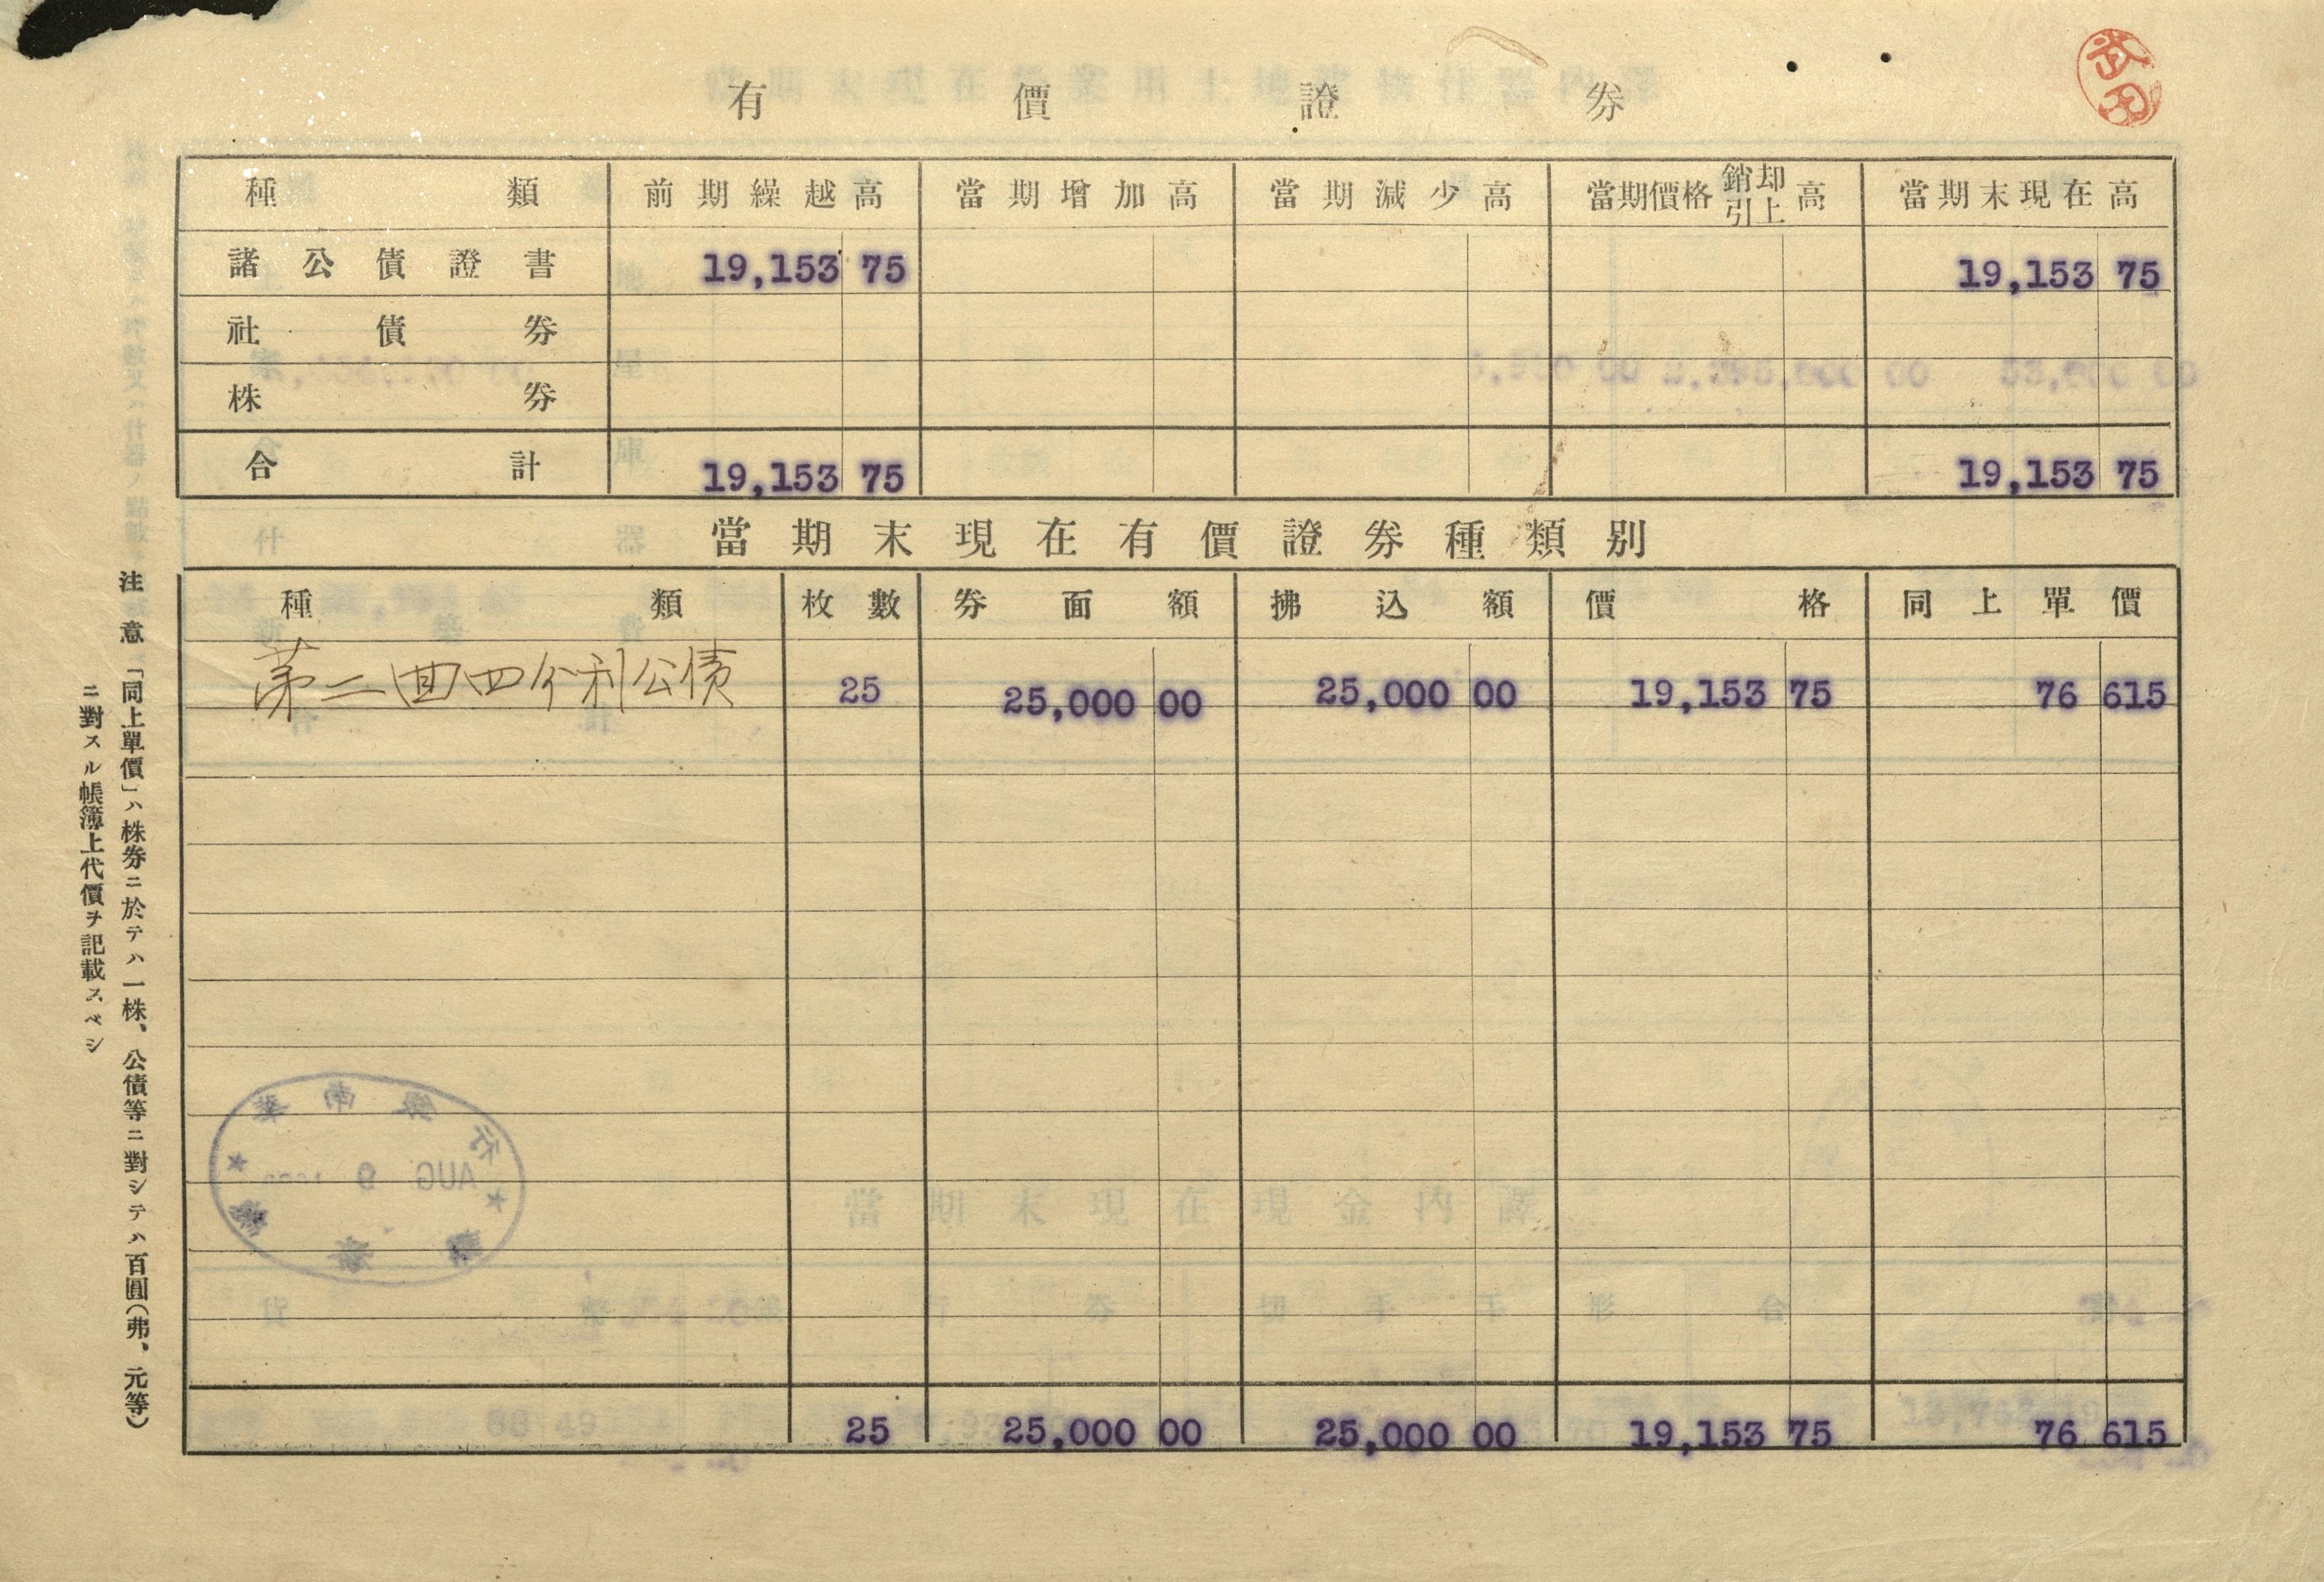 有價證券
種類 前期繰越高 當期增加高 當期減少高 當期價格銷却引上高 當期末現在高
諸公債證書 19,153 75 19,153 75
社債券
株券
合計 19,153 75 19,153 75
當期末現在有價證券種類別
種類 枚數 券面額 拂込額 價格 同上單價
第二回四分利公債 25 25,000 00 25,000 00 19,153 75 76 615
25 25,000 00 25,000 00 19,153 75 76 615
注意 「同上單價」ハ株券ニ於テハ一株、公債等ニ對シテハ百圓(弗、元等)
ニ對スル帳簿上代價ヲ記載スベシ
武田